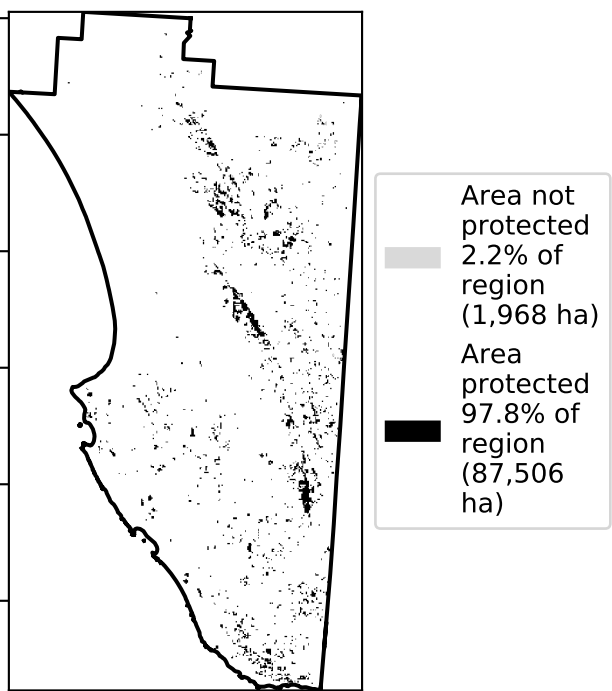 Area not
protected
2.2% of
region
(1,968 ha)
Area
protected
97.8% of
region
(87,506
ha)